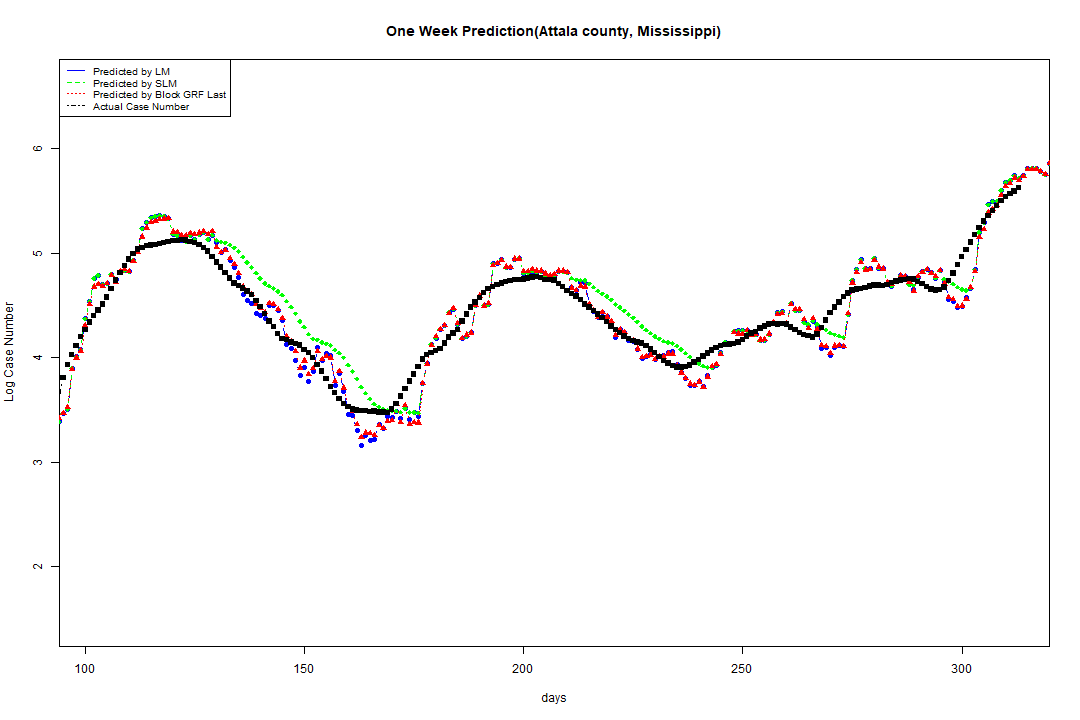 One Week Prediction(Attala county, Mississippi)
Predicted by LM
Predicted by SLM
Predicted by Block GRF Last
Actual Case Number
6
5
4
3
2
Log Case Number
100 150 200 250 300
days